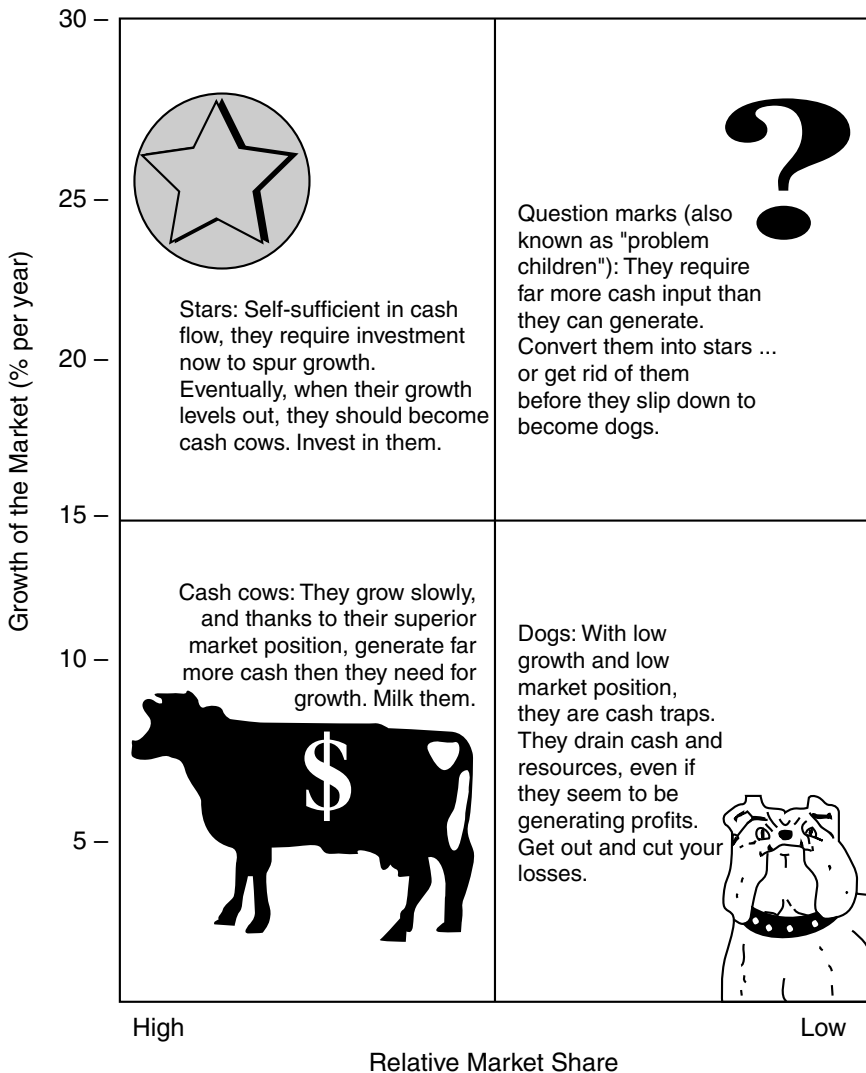 30 –
25 –
20 –
15 –
10 –
5 –
Growth of the Market (% per year)
Stars: Self-sufficient in cash
flow, they require investment
now to spur growth.
Eventually, when their growth
levels out, they should become
cash cows. Invest in them.
?
Question marks (also
known as "problem
children"): They require
far more cash input than
they can generate.
Convert them into stars ...
or get rid of them
before they slip down to
become dogs.
Cash cows: They grow slowly,
and thanks to their superior
market position, generate far
more cash then they need for
growth. Milk them.
$
Dogs: With low
growth and low
market position,
they are cash traps.
They drain cash and
resources, even if
they seem to be
generating profits.
Get out and cut your
losses.
High
Low
Relative Market Share